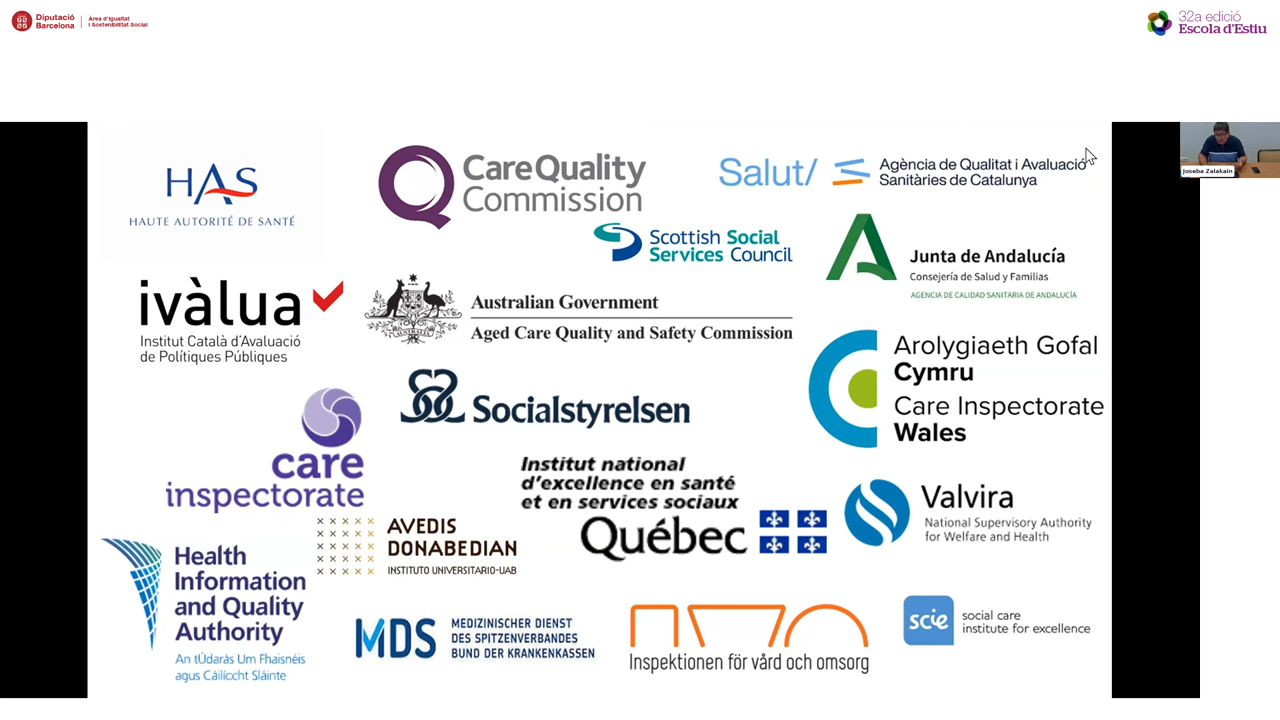 Diputació
Barcelona
Àrea d'Igualtat
i Sostenibilitat Social
32a edició
Escola d'Estiu
Joseba Zalakain
HAS
HAUTE AUTORITÉ DE SANTÉ
CareQuality
Commission
Salut/
Agència de Qualitat i Avaluació
Sanitàries de Catalunya
Scottish Social
Services Council
Junta de Andalucía
Consejería de Salud y Familias
AGENCIA DE CALIDAD SANITARIA DE ANDALUCÍA
ivàlua
Institut Català d'Avaluació
de Polítiques Públiques
Australian Government
Aged Care Quality and Safety Commission
Arolygiaeth Gofal
Cymru
Care Inspectorate
Wales
Socialstyrelsen
care
inspectorate
Institut national
d'excellence en santé
et en services sociaux
Québec
Valvira
National Supervisory Authority
for Welfare and Health
AVEDIS
DONABEDIAN
INSTITUTO UNIVERSITARIO-UAB
Health
Information
and Quality
Authority
An tÚdarás Um Fhaisnéis
agus Cáilíocht Sláinte
MDS
MEDIZINISCHER DIENST
DES SPITZENVERBANDES
BUND DER KRANKENKASSEN
IVO
Inspektionen för vård och omsorg
scie
social care
institute for excellence